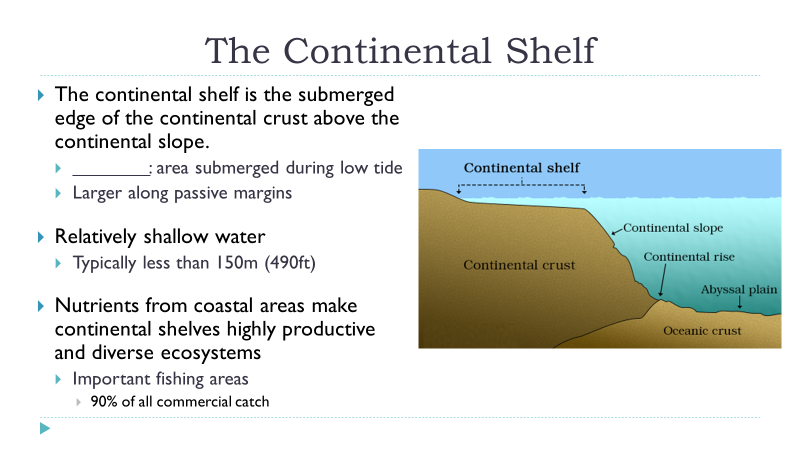 The Continental Shelf
The continental shelf is the submerged
edge of the continental crust above the
continental slope.
________: area submerged during low tide
Larger along passive margins
Relatively shallow water
Typically less than 150m (490ft)
Nutrients from coastal areas make
continental shelves highly productive
and diverse ecosystems
Important fishing areas
90% of all commercial catch
Continental shelf
Continental slope
Continental rise
Continental crust
Abyssal plain
Oceanic crust